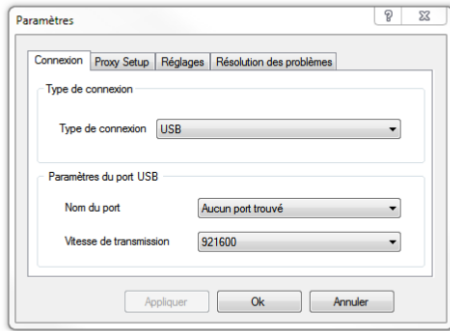 Paramètres
Connexion Proxy Setup Réglages Résolution des problèmes
Type de connexion
Type de connexion USB
Paramètres du port USB
Nom du port Aucun port trouvé
Vitesse de transmission 921600
Appliquer Ok Annuler